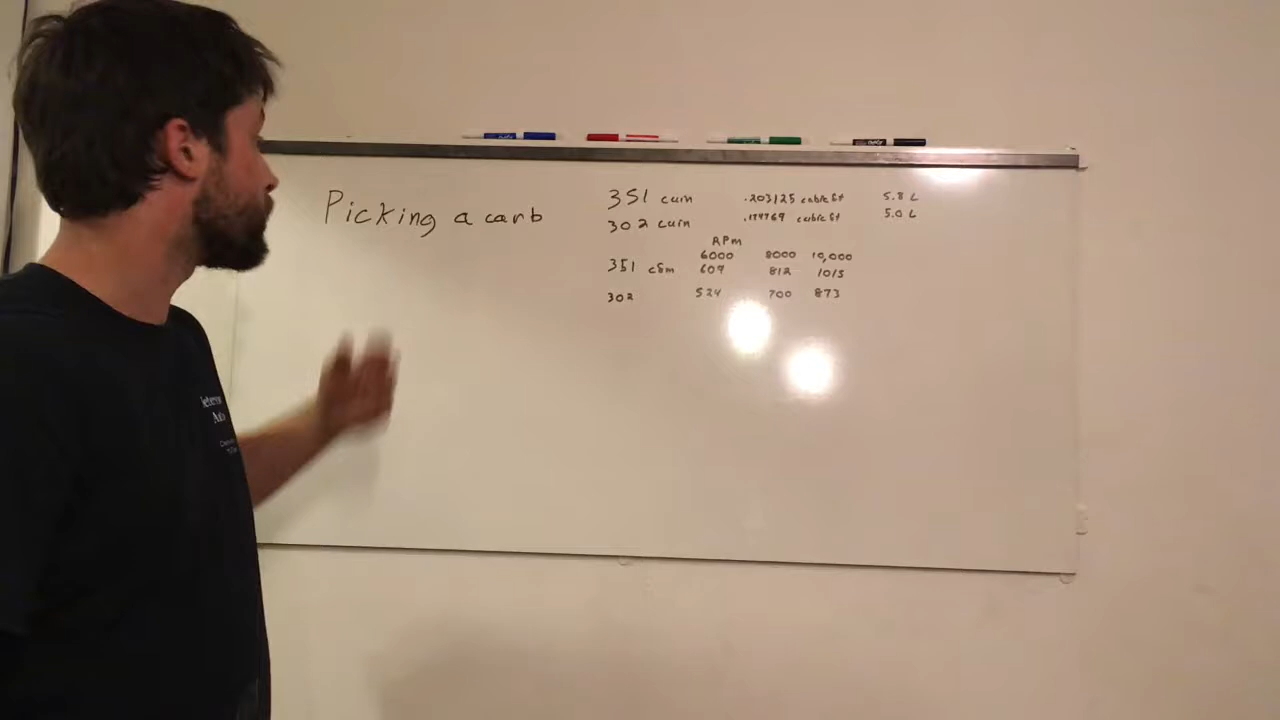 Picking a carb
351 cuin .203125 cubic ft 5.8 L
302 cuin .174769 cubic ft 5.0 L
RPM
6000 8000 10,000
351 cfm 609 812 1015
302 524 700 873